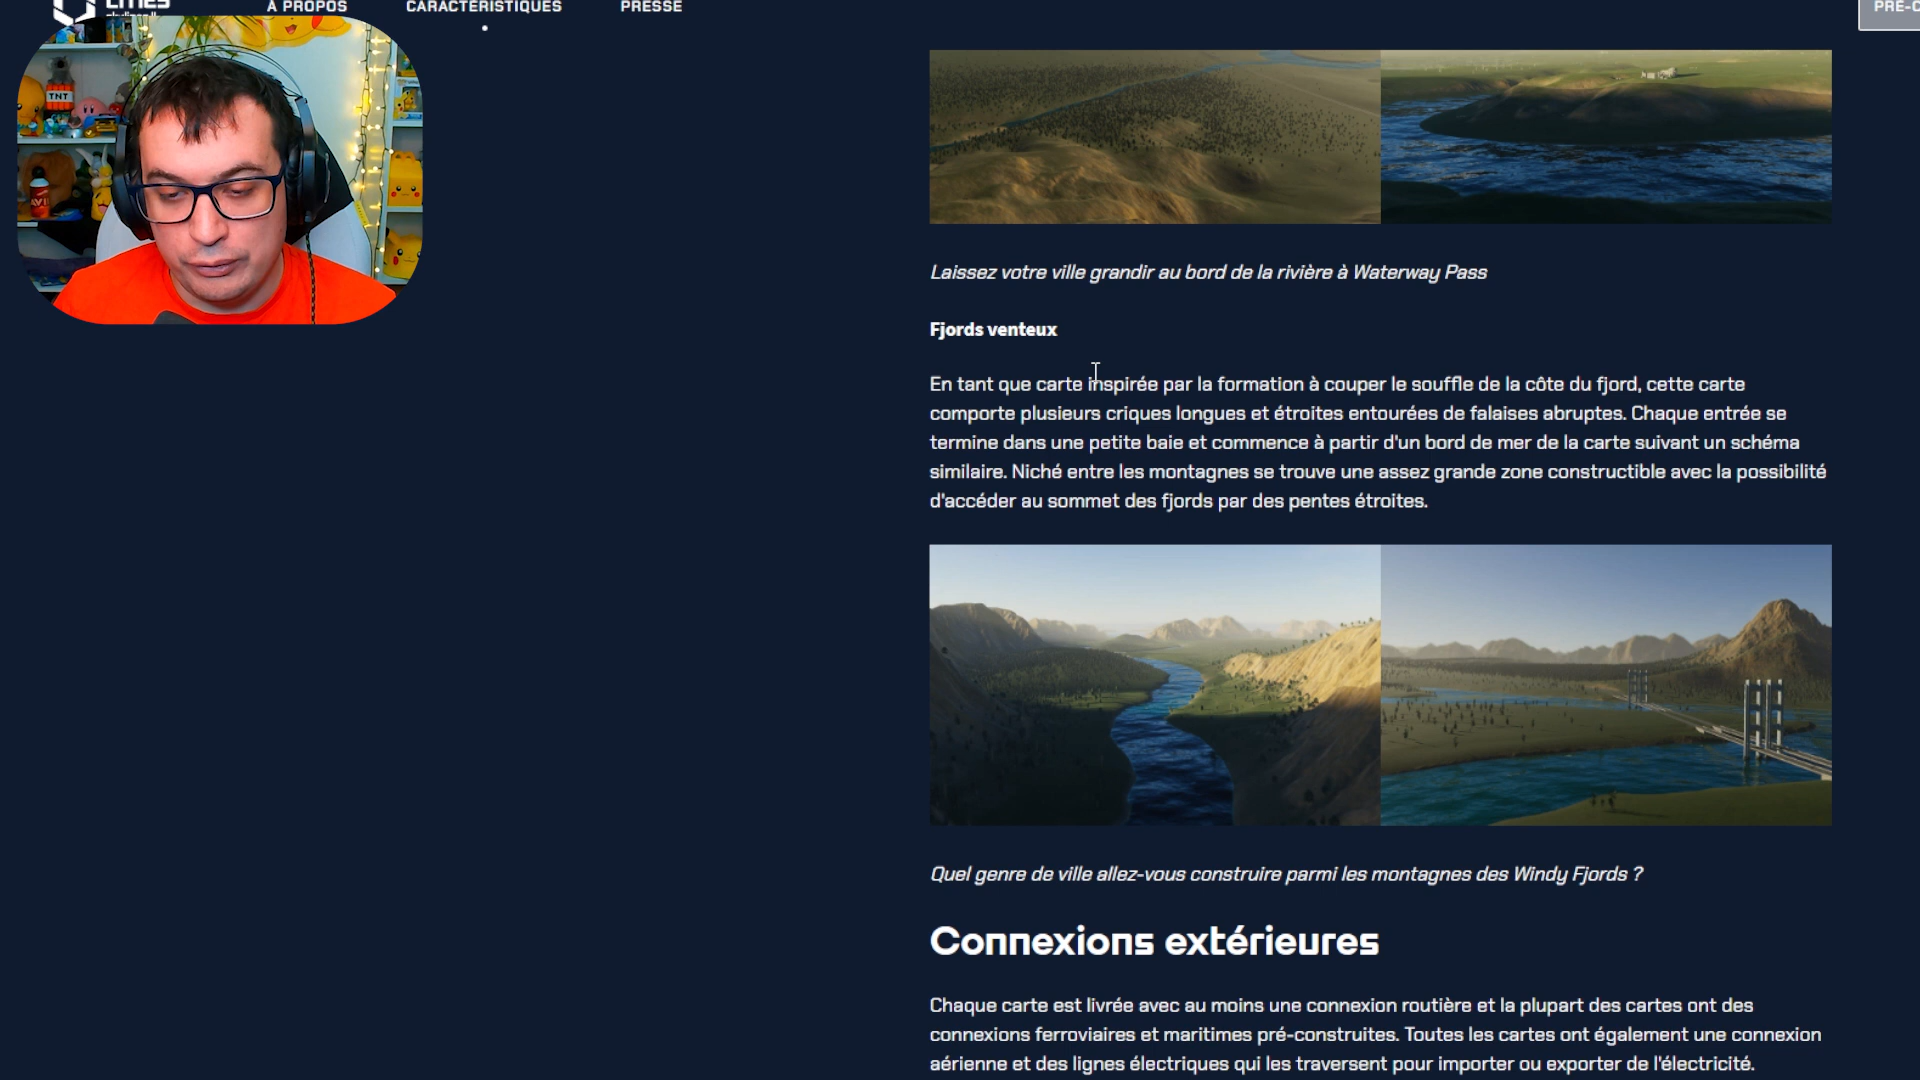 CITIES
À PROPOS
CARACTÉRISTIQUES
PRESSE
TNT
Laissez votre ville grandir au bord de la rivière à Waterway Pass
Fjords venteux
En tant que carte inspirée par la formation à couper le souffle de la côte du fjord, cette carte
comporte plusieurs criques longues et étroites entourées de falaises abruptes. Chaque entrée se
termine dans une petite baie et commence à partir d'un bord de mer de la carte suivant un schéma
similaire. Niché entre les montagnes se trouve une assez grande zone constructible avec la possibilité
d'accéder au sommet des fjords par des pentes étroites.
Quel genre de ville allez-vous construire parmi les montagnes des Windy Fjords ?
Connexions extérieures
Chaque carte est livrée avec au moins une connexion routière et la plupart des cartes ont des
connexions ferroviaires et maritimes pré-construites. Toutes les cartes ont également une connexion
aérienne et des lignes électriques qui les traversent pour importer ou exporter de l'électricité.